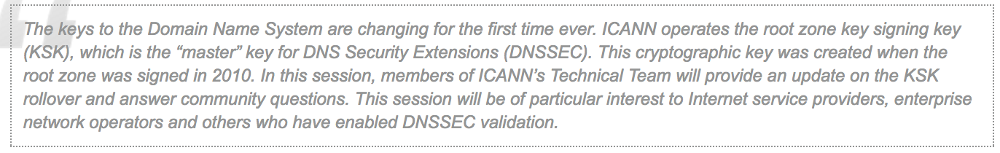 The keys to the Domain Name System are changing for the first time ever. ICANN operates the root zone key signing key
(KSK), which is the “master” key for DNS Security Extensions (DNSSEC). This cryptographic key was created when the
root zone was signed in 2010. In this session, members of ICANN’s Technical Team will provide an update on the KSK
rollover and answer community questions. This session will be of particular interest to Internet service providers, enterprise
network operators and others who have enabled DNSSEC validation.